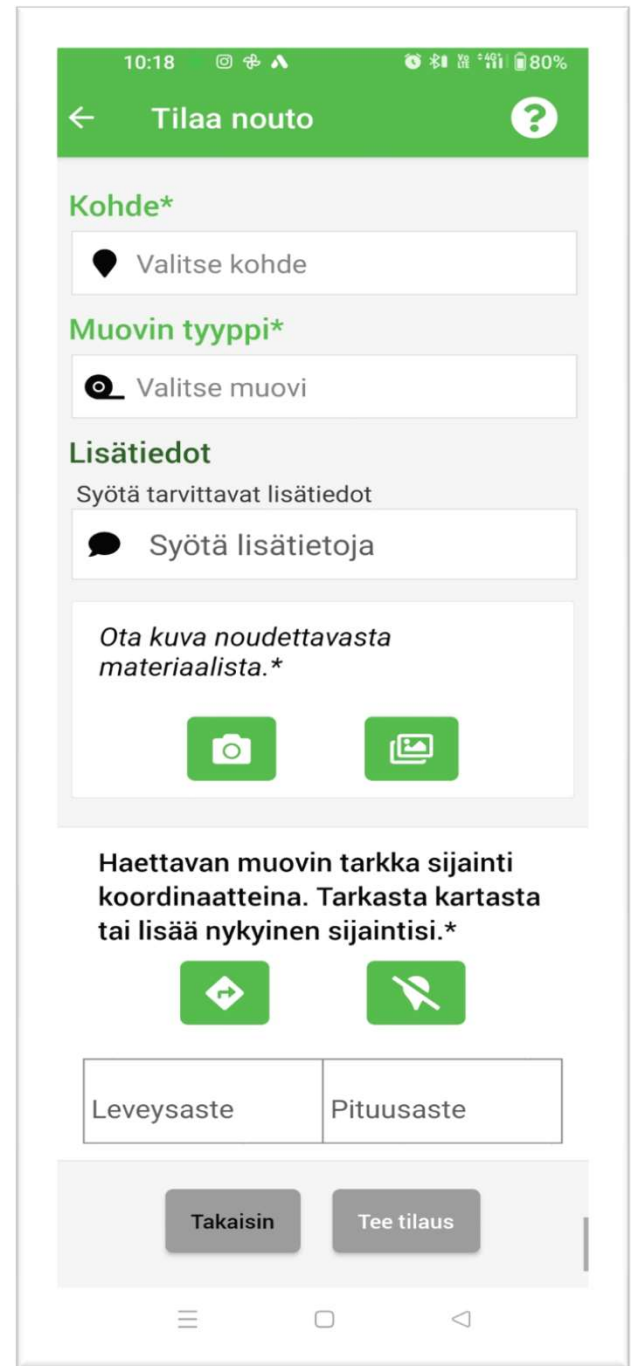 10:18
80%
Tilaa nouto
Kohde*
Valitse kohde
Muovin tyyppi*
Valitse muovi
Lisätiedot
Syötä tarvittavat lisätiedot
Syötä lisätietoja
Ota kuva noudettavasta
materiaalista.*
Haettavan muovin tarkka sijainti
koordinaatteina. Tarkasta kartasta
tai lisää nykyinen sijaintisi.*
Leveysaste
Pituusaste
Takaisin
Tee tilaus